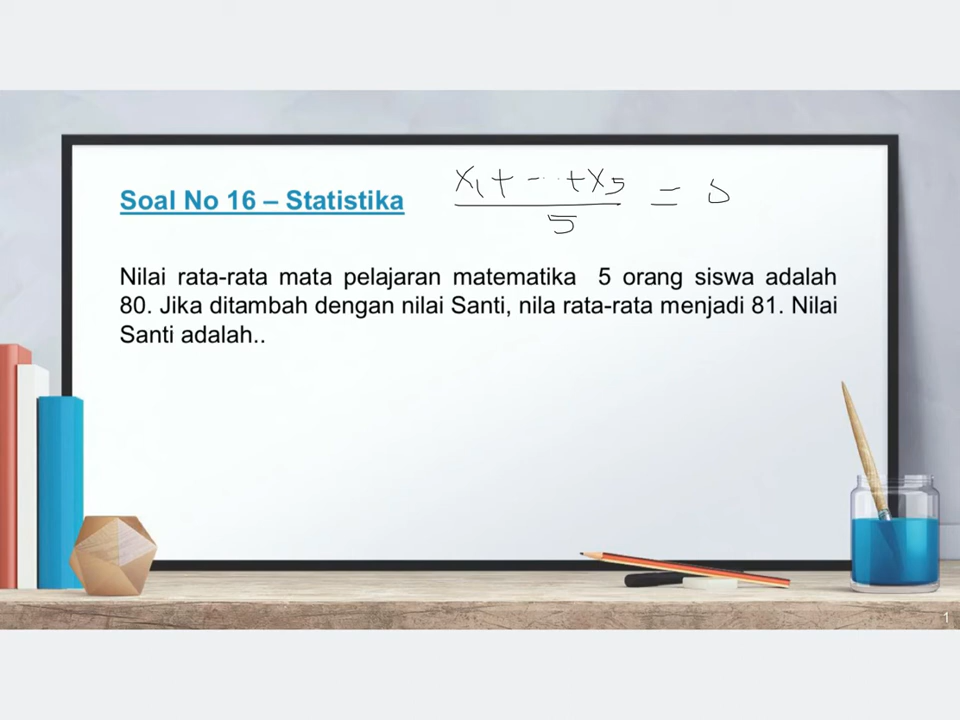 Soal No 16 – Statistika
x₁ + - ·· + x₅
5
=
Nilai rata-rata mata pelajaran matematika 5 orang siswa adalah
80. Jika ditambah dengan nilai Santi, nila rata-rata menjadi 81. Nilai
Santi adalah..
1